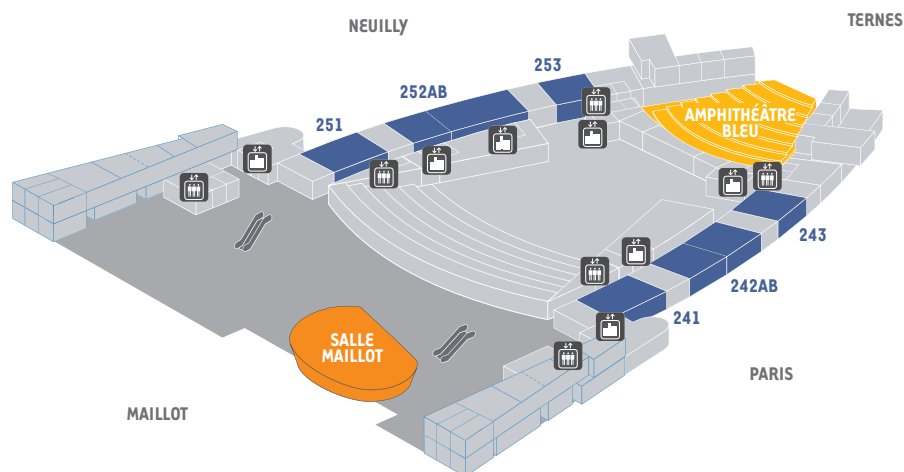 NEUILLY
TERNES
253
252AB
251
AMPHITHÉÂTRE
BLEU
243
242AB
241
SALLE
MAILLOT
PARIS
MAILLOT